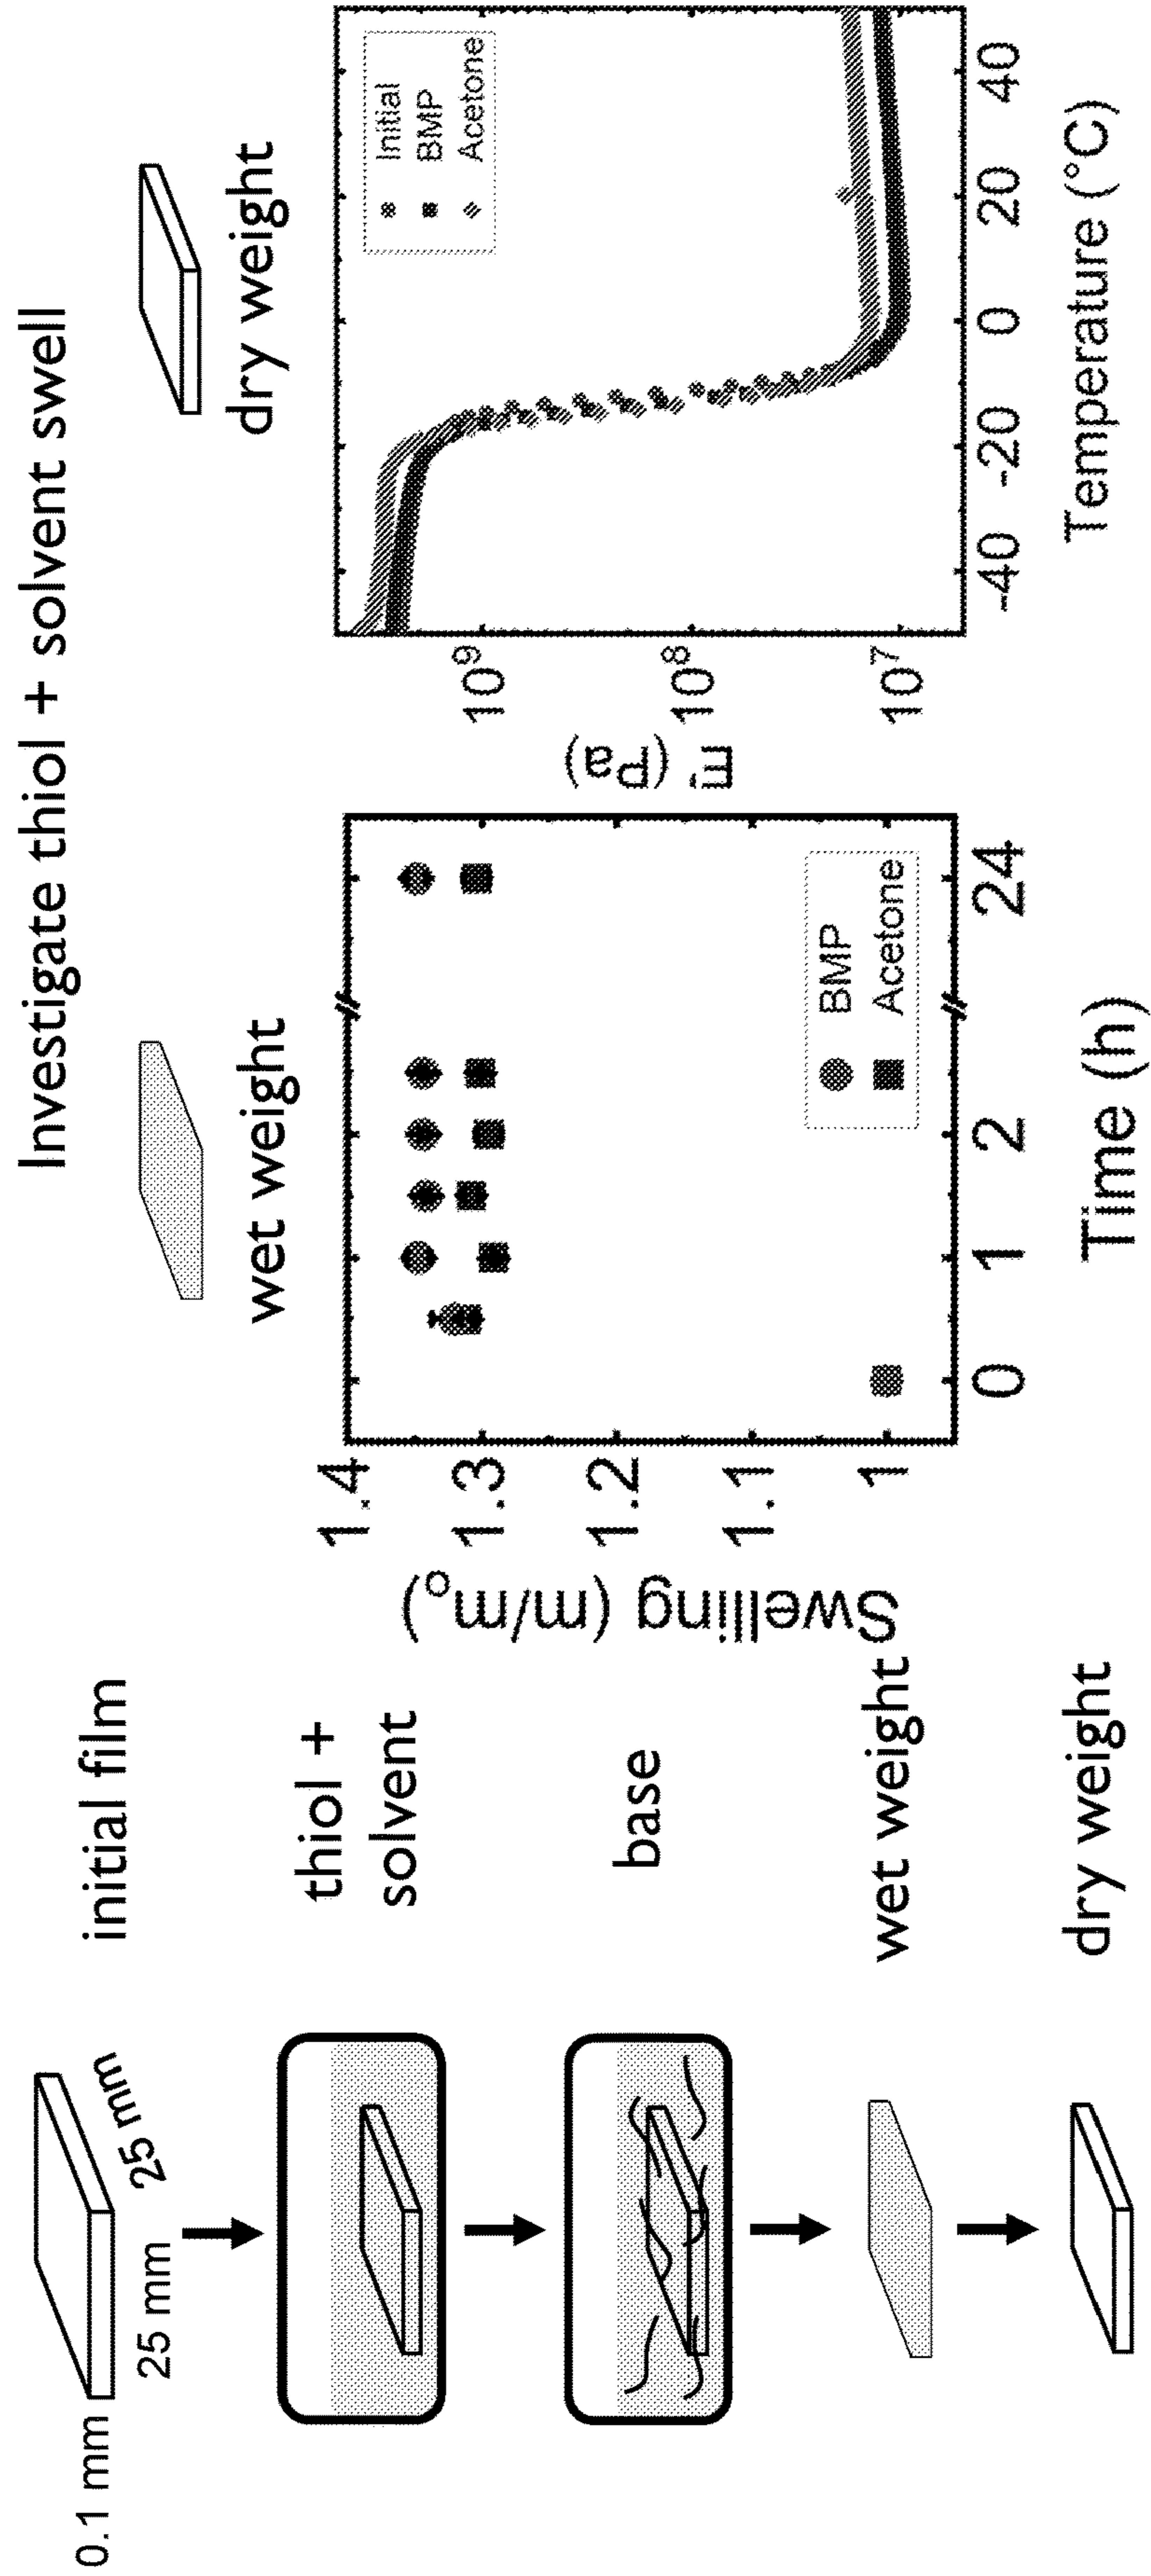 0.1 mm
25 mm
25 mm
initial film
thiol +
solvent
base
wet weight
dry weight
Investigate thiol + solvent swell
wet weight
Swelling (m/mo)
1.4
1.3
1.2
1.1
1
0
1
2
24
Time (h)
BMP
Acetone
dry weight
E' (Pa)
10⁹
10⁸
10⁷
-40
-20
0
20
40
Temperature (°C)
Initial
BMP
Acetone